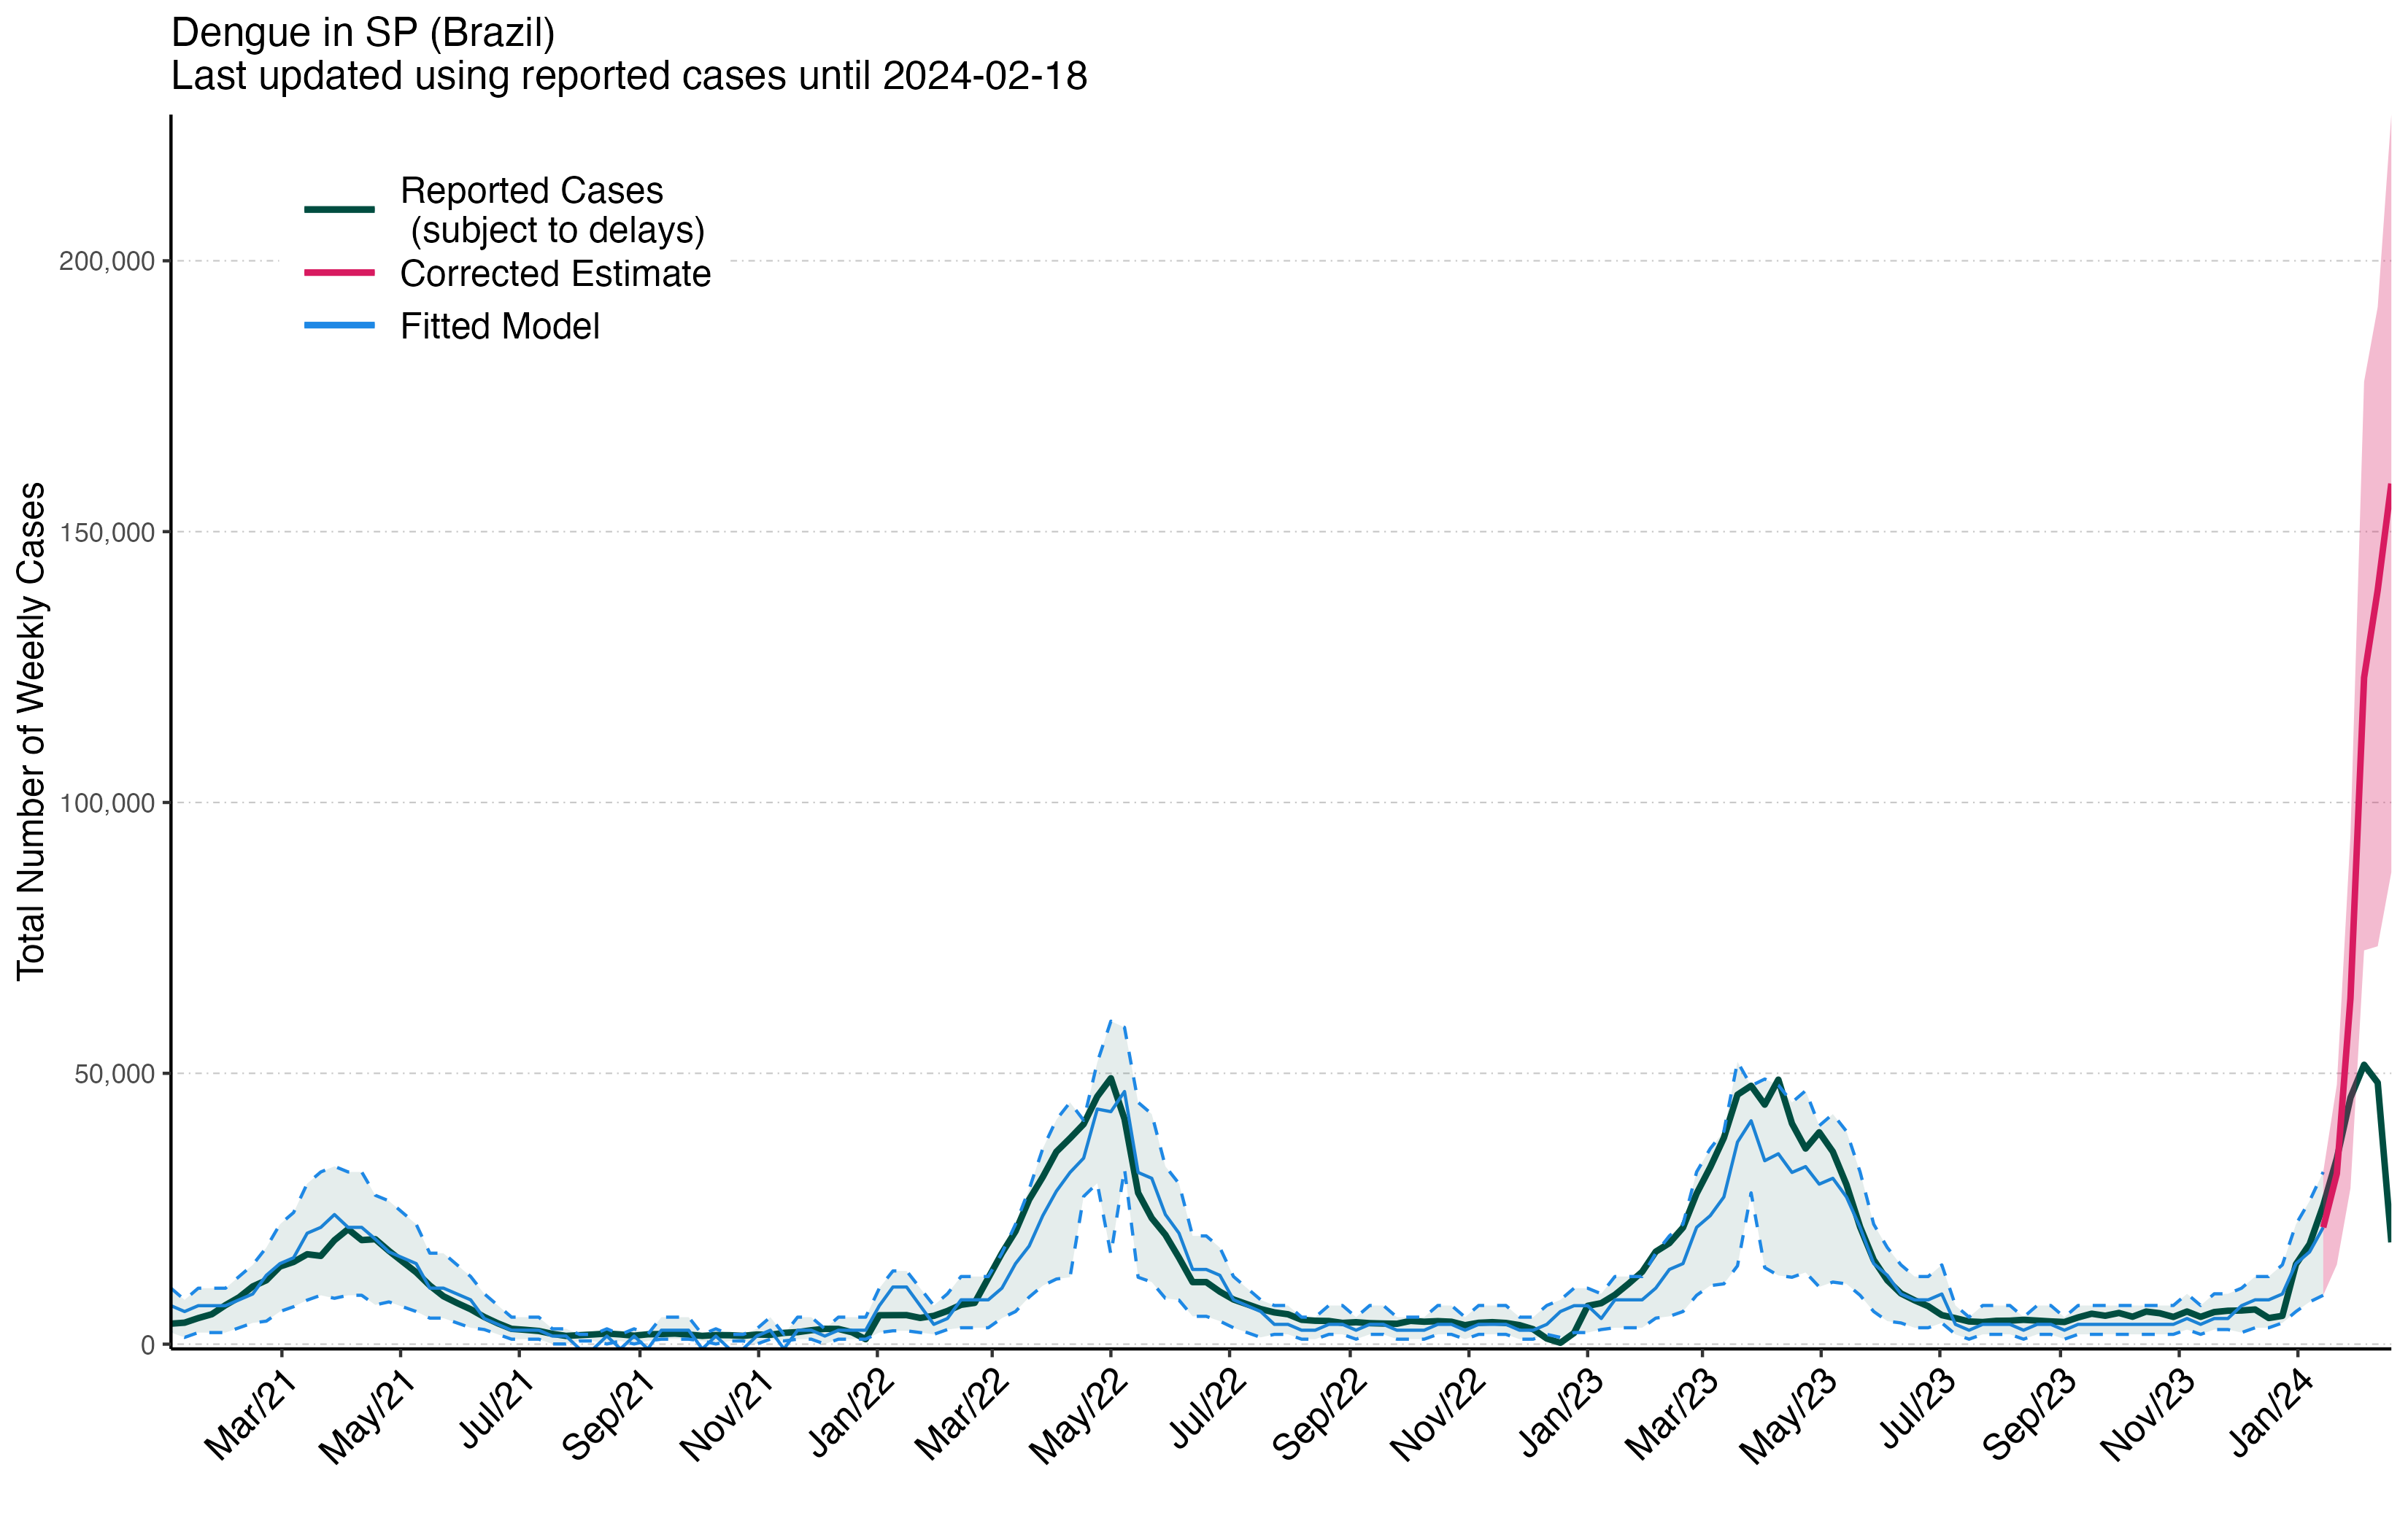 Dengue in SP (Brazil)
Last updated using reported cases until 2024-02-18
Reported Cases
(subject to delays)
Corrected Estimate
Fitted Model
Total Number of Weekly Cases
200,000
150,000
100,000
50,000
0
Mar/21
May/21
Jul/21
Sep/21
Nov/21
Jan/22
Mar/22
May/22
Jul/22
Sep/22
Nov/22
Jan/23
Mar/23
May/23
Jul/23
Sep/23
Nov/23
Jan/24